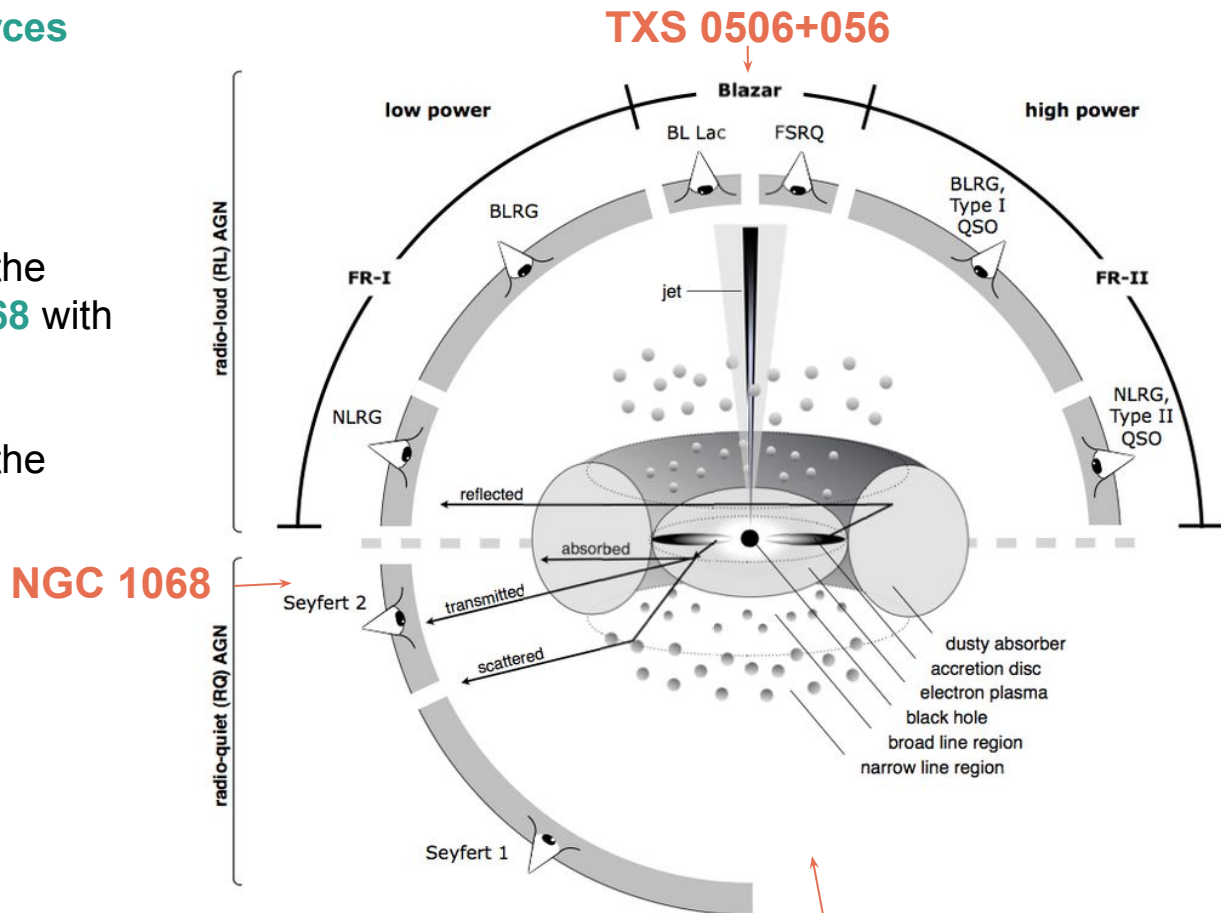 TXS 0506+056
Blazar
low power
high power
BL Lac
FSRQ
BLRG
BLRG,
Type I
QSO
the
68 with
FR-I
FR-II
jet
radio-loud (RL) AGN
NLRG
NLRG,
Type II
QSO
the
reflected
absorbed
NGC 1068
Seyfert 2
transmitted
scattered
dusty absorber
accretion disc
electron plasma
black hole
broad line region
narrow line region
radio-quiet (RQ) AGN
Seyfert 1